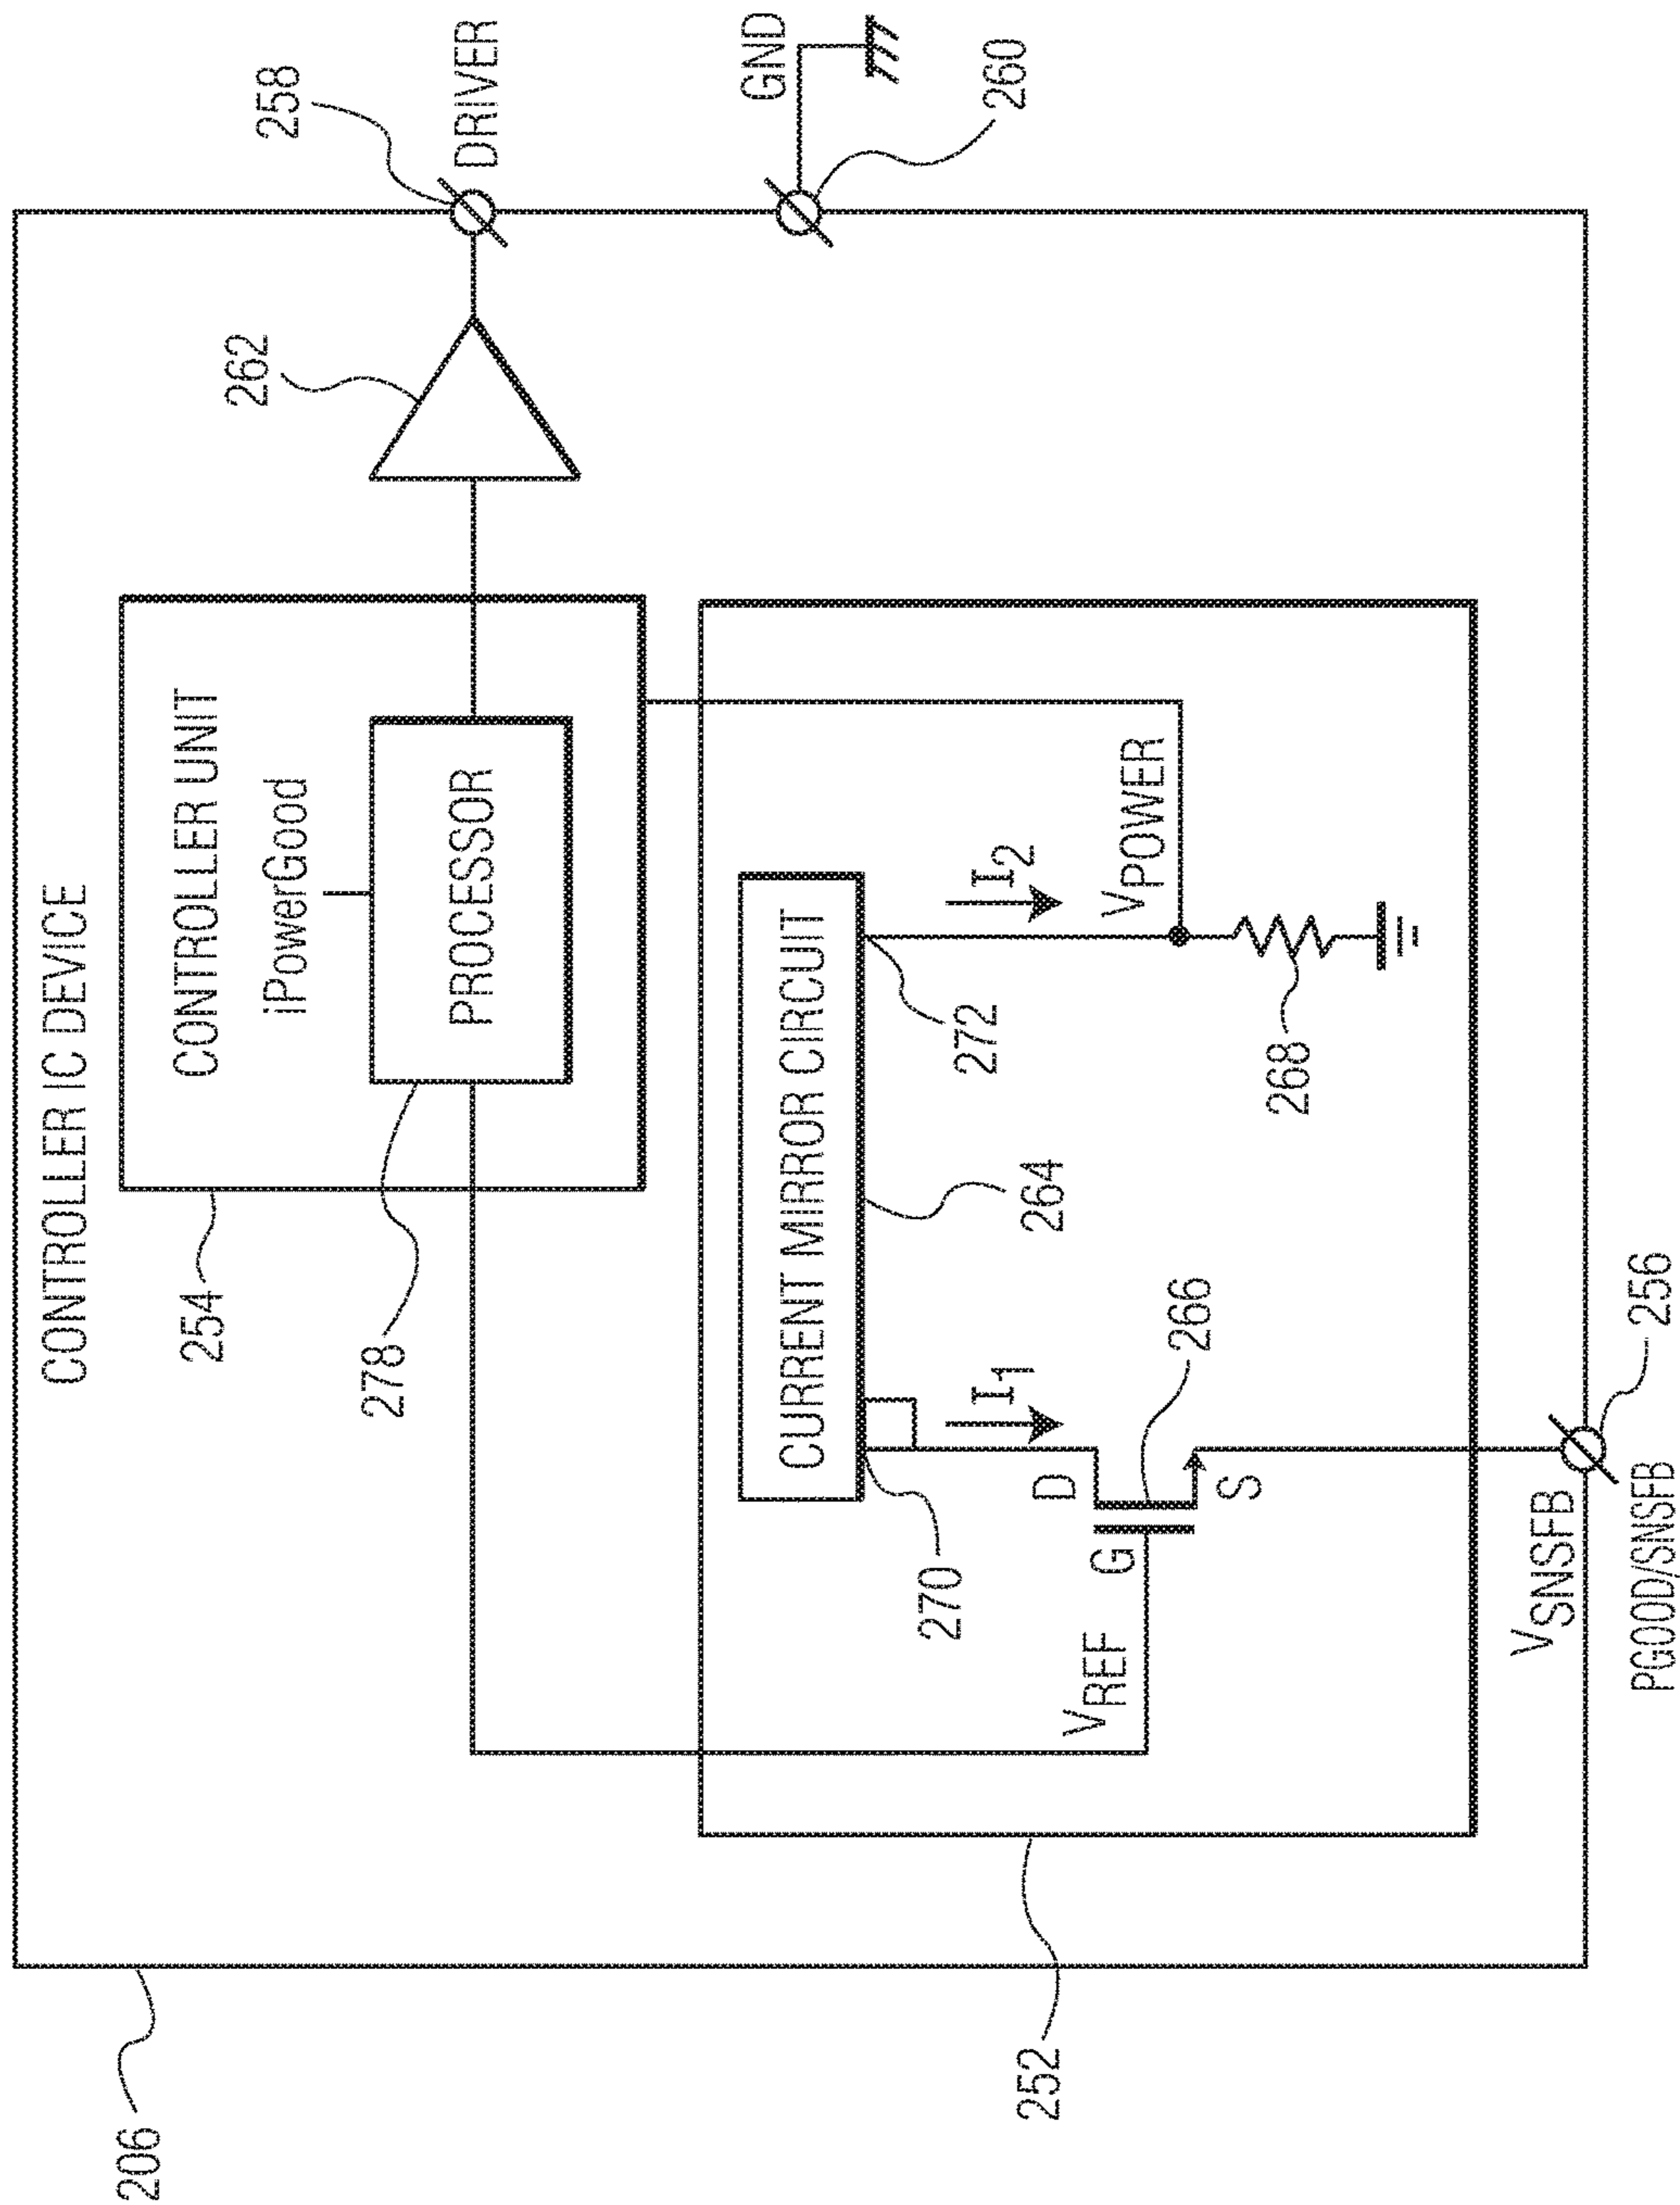 CONTROLLER IC DEVICE
CONTROLLER UNIT
iPowerGood
PROCESSOR
CURRENT MIRROR CIRCUIT
206
254
278
262
258
DRIVER
GND
260
252
264
270
272
I1
I2
D
G
S
266
VREF
VPOWER
268
VSNSFB
PGOOD/SNSFB
256